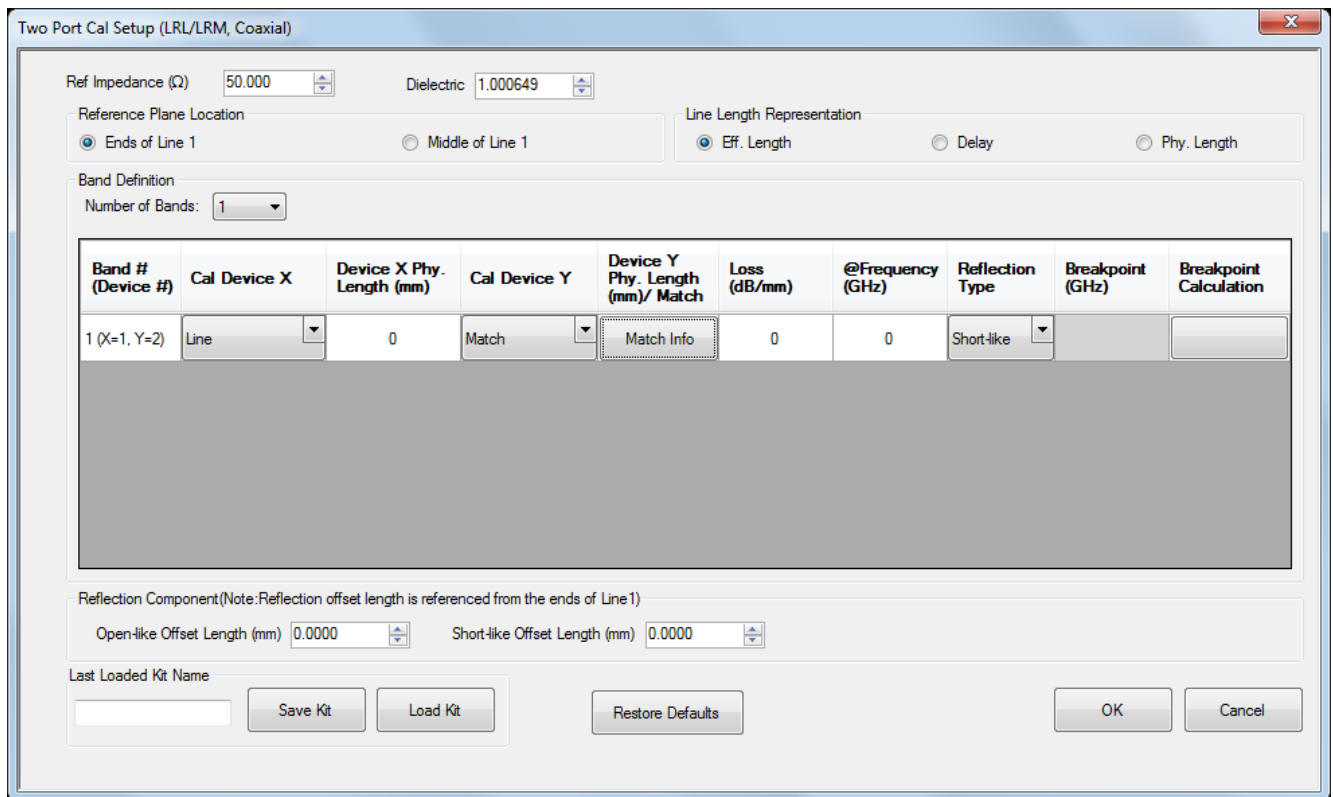 Two Port Cal Setup (LRL/LRM, Coaxial)
x
Ref Impedance (Ω) 50.000 Dielectric 1.000649
Reference Plane Location
Ends of Line 1 Middle of Line 1
Line Length Representation
Eff. Length Delay Phy. Length
Band Definition
Number of Bands: 1
Band #
(Device #)
Cal Device X
Device X Phy.
Length (mm)
Cal Device Y
Device Y
Phy. Length
(mm)/ Match
Loss
(dB/mm)
@Frequency
(GHz)
Reflection
Type
Breakpoint
(GHz)
Breakpoint
Calculation
1 (X=1, Y=2) Line 0 Match Match Info 0 0 Short-like
Reflection Component(Note:Reflection offset length is referenced from the ends of Line1)
Open-like Offset Length (mm) 0.0000 Short-like Offset Length (mm) 0.0000
Last Loaded Kit Name
Save Kit Load Kit Restore Defaults OK Cancel